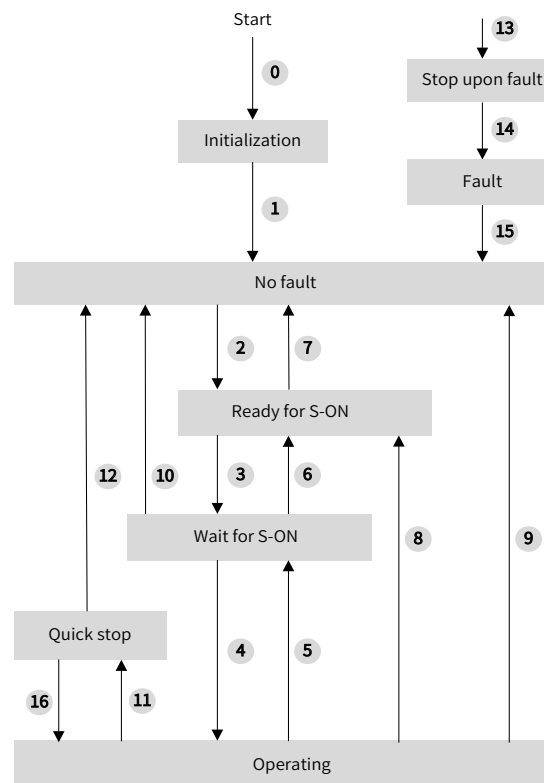 Start
13
0
Stop upon fault
14
Initialization
Fault
1
15
No fault
2
7
Ready for S-ON
12
10
3
6
Wait for S-ON
8
9
Quick stop
4
5
16
11
Operating